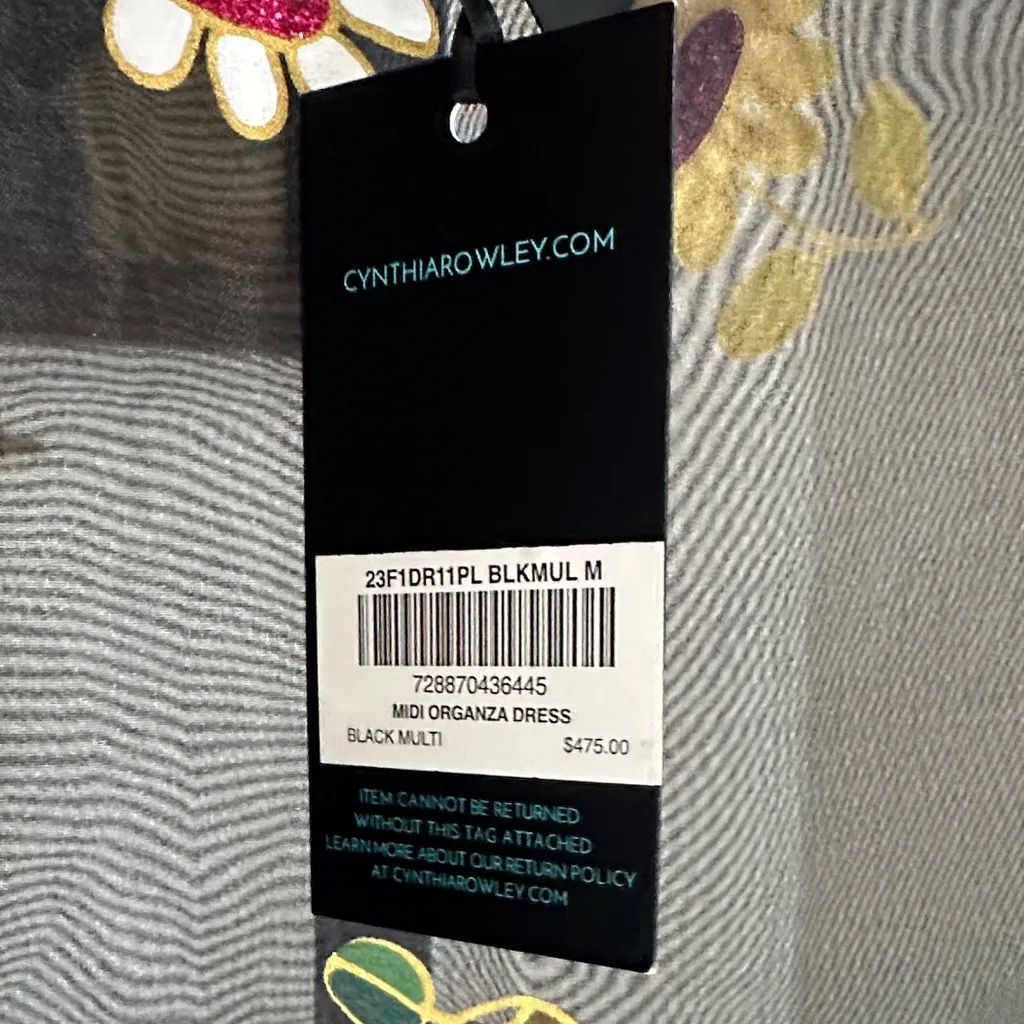 CYNTHIAROWLEY.COM
23F1DR11PL BLKMUL M
728870436445
MIDI ORGANZA DRESS
BLACK MULTI $475.00
ITEM CANNOT BE RETURNED
WITHOUT THIS TAG ATTACHED
LEARN MORE ABOUT OUR RETURN POLICY
AT CYNTHIAROWLEY.COM